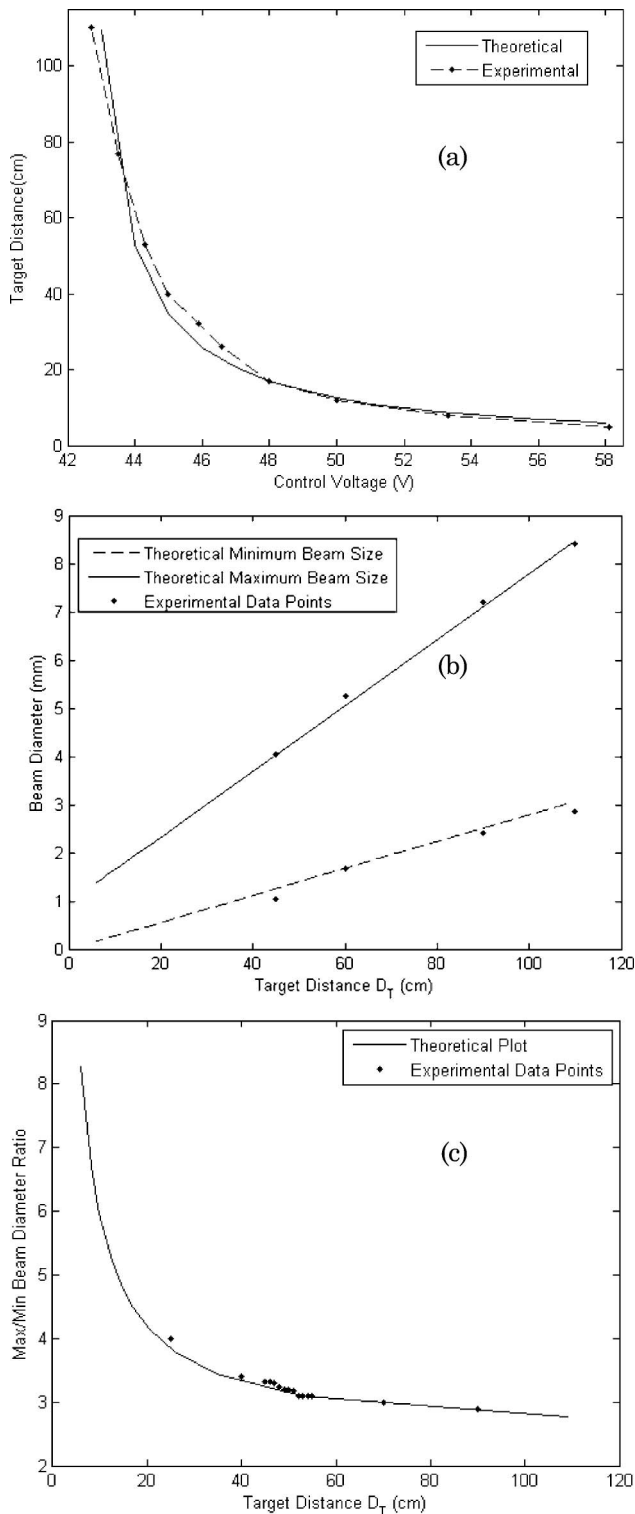 Theoretical
Experimental
(a)
Target Distance(cm)
100
80
60
40
20
0
42 44 46 48 50 52 54 56 58
Control Voltage (V)
Theoretical Minimum Beam Size
Theoretical Maximum Beam Size
Experimental Data Points
(b)
Beam Diameter (mm)
9
8
7
6
5
4
3
2
1
0
0 20 40 60 80 100 120
Target Distance D_T (cm)
Theoretical Plot
Experimental Data Points
(c)
Max/Min Beam Diameter Ratio
9
8
7
6
5
4
3
2
0 20 40 60 80 100 120
Target Distance D_T (cm)